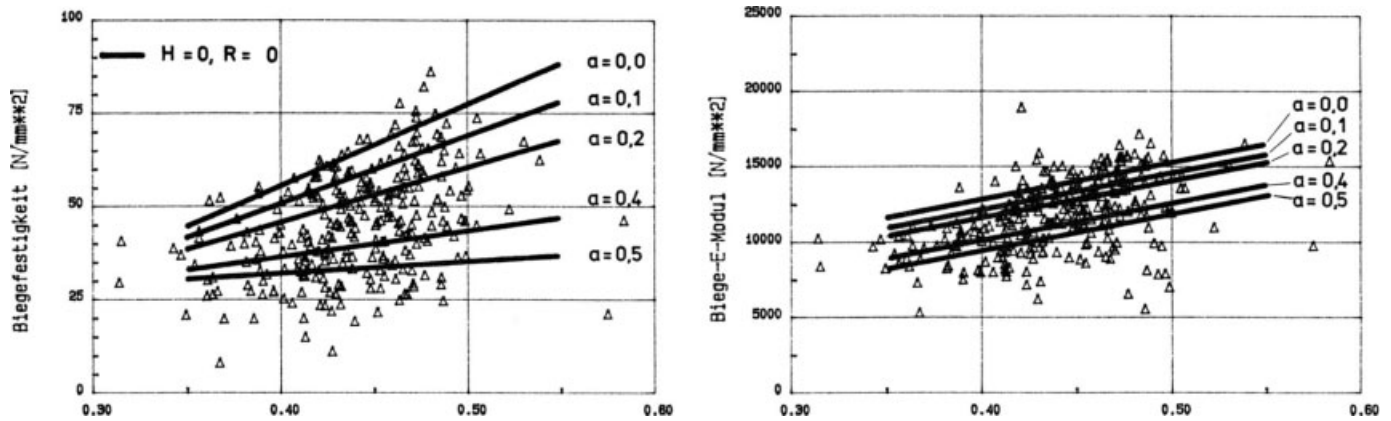 Biegefestigkeit [N/mm**2]
100
75
50
25
0
H=0, R= 0
a=0,0
a=0,1
a=0,2
a=0,4
a=0,5
0.30 0.40 0.50 0.60
Biege-E-Modul [N/mm**2]
25000
20000
15000
10000
5000
0
a=0,0
a=0,1
a=0,2
a=0,4
a=0,5
0.30 0.40 0.50 0.60